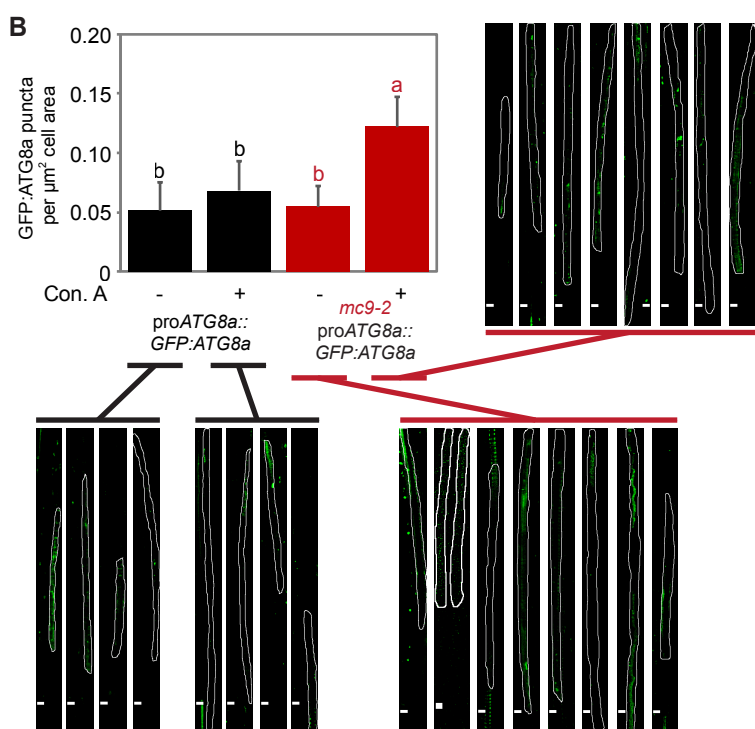 B
GFP:ATG8a puncta
per μm² cell area
0.20
0.15
0.10
0.05
0
b
b
b
a
Con. A
-
+
-
+
proATG8a::
GFP:ATG8a
mc9-2
proATG8a::
GFP:ATG8a